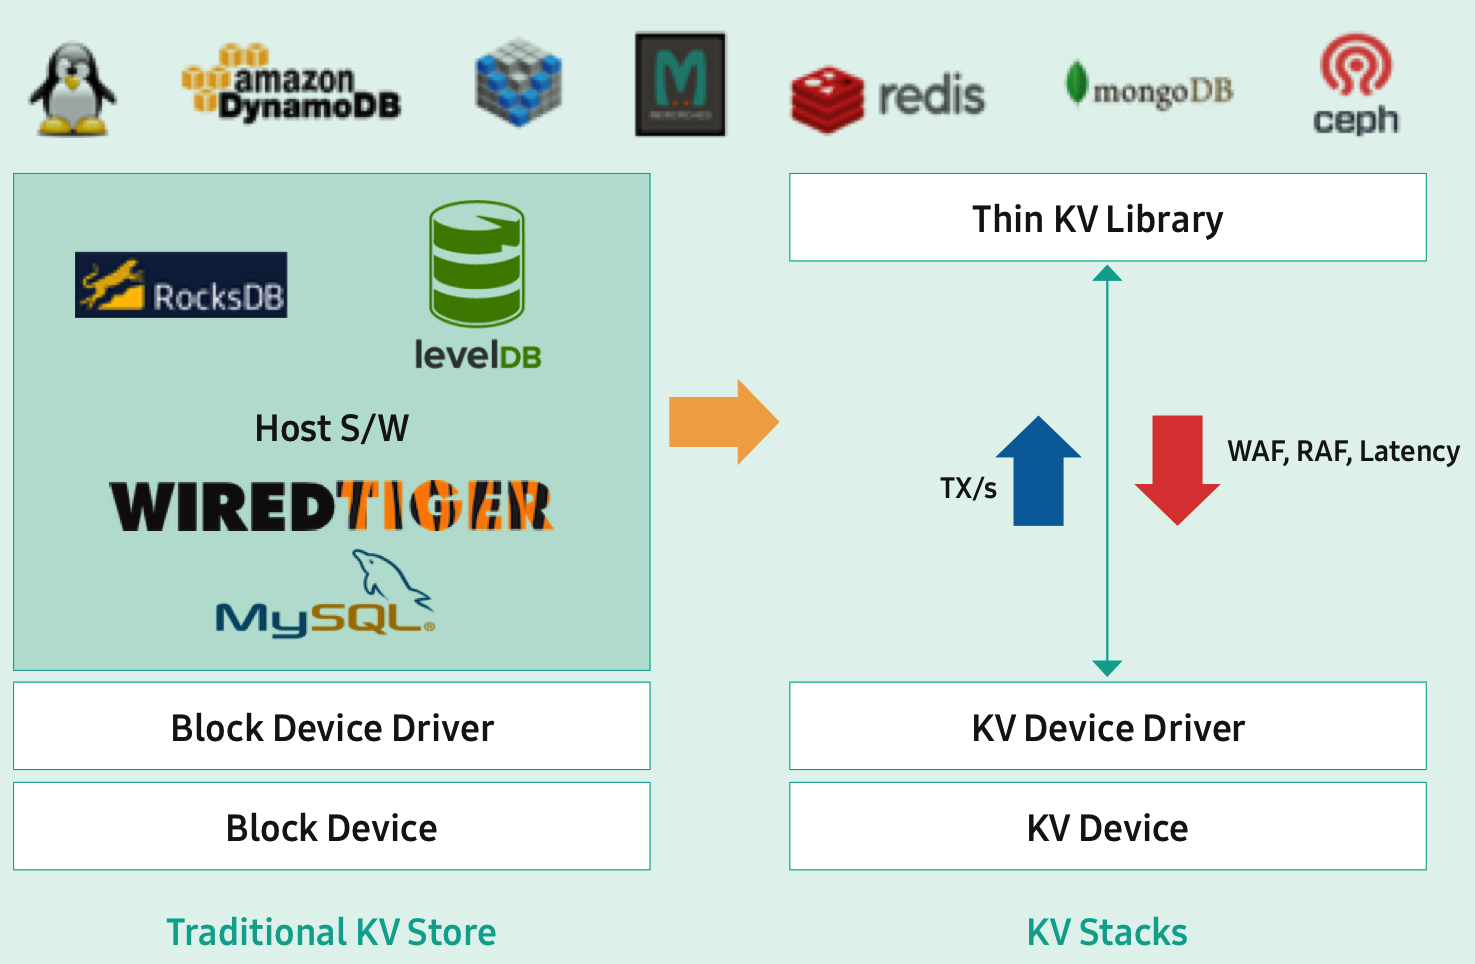 amazon
DynamoDB
MEMCACHED
redis
mongoDB
ceph
RocksDB
levelDB
Host S/W
WIREDTIGER
MySQL®
Block Device Driver
Block Device
Traditional KV Store
Thin KV Library
TX/s
WAF, RAF, Latency
KV Device Driver
KV Device
KV Stacks